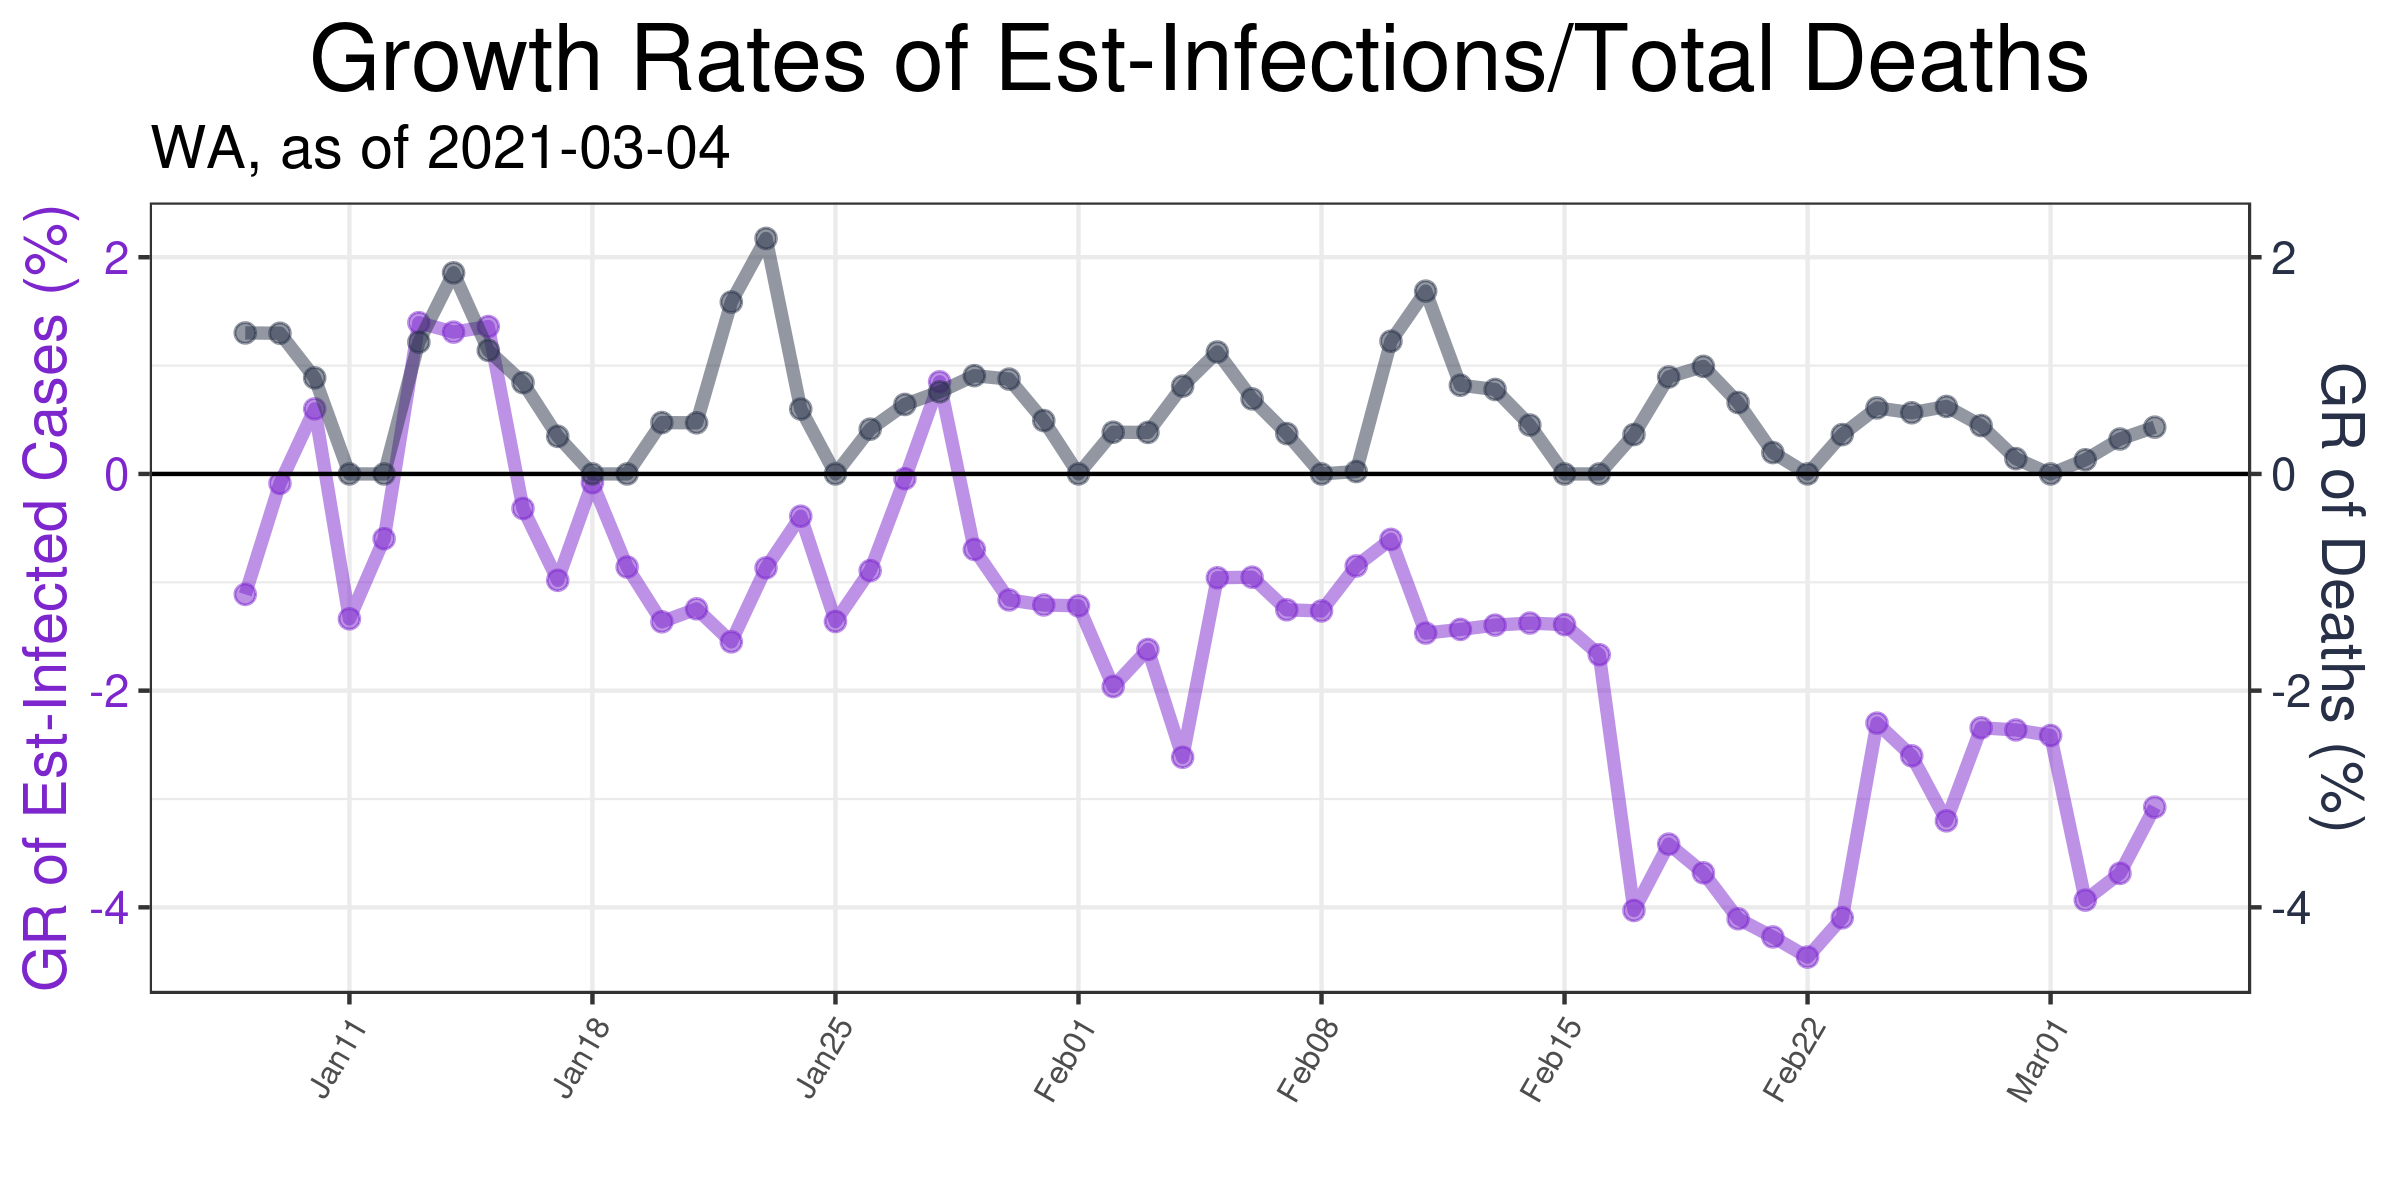 Growth Rates of Est-Infections/Total Deaths
WA, as of 2021-03-04
GR of Est-Infected Cases (%)
2
0
-2
-4
2
0
-2
-4
GR of Deaths (%)
Jan11
Jan18
Jan25
Feb01
Feb08
Feb15
Feb22
Mar01